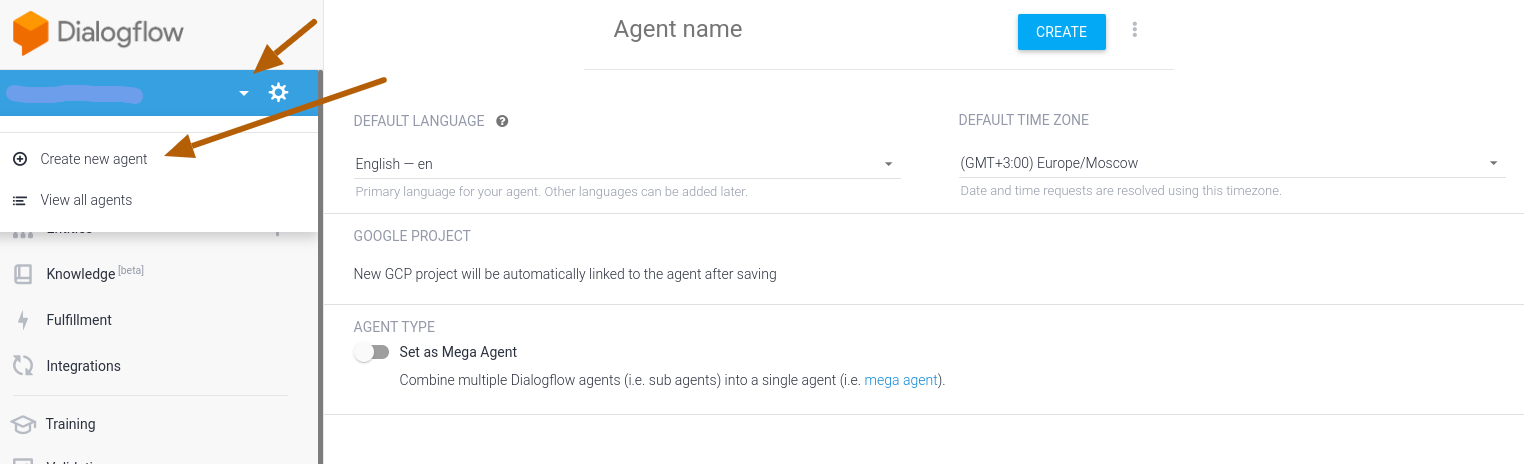 Dialogflow
Create new agent
View all agents
Entities
Knowledge [beta]
Fulfillment
Integrations
Training
Agent name
CREATE
DEFAULT LANGUAGE
English — en
Primary language for your agent. Other languages can be added later.
DEFAULT TIME ZONE
(GMT+3:00) Europe/Moscow
Date and time requests are resolved using this timezone.
GOOGLE PROJECT
New GCP project will be automatically linked to the agent after saving
AGENT TYPE
Set as Mega Agent
Combine multiple Dialogflow agents (i.e. sub agents) into a single agent (i.e. mega agent).